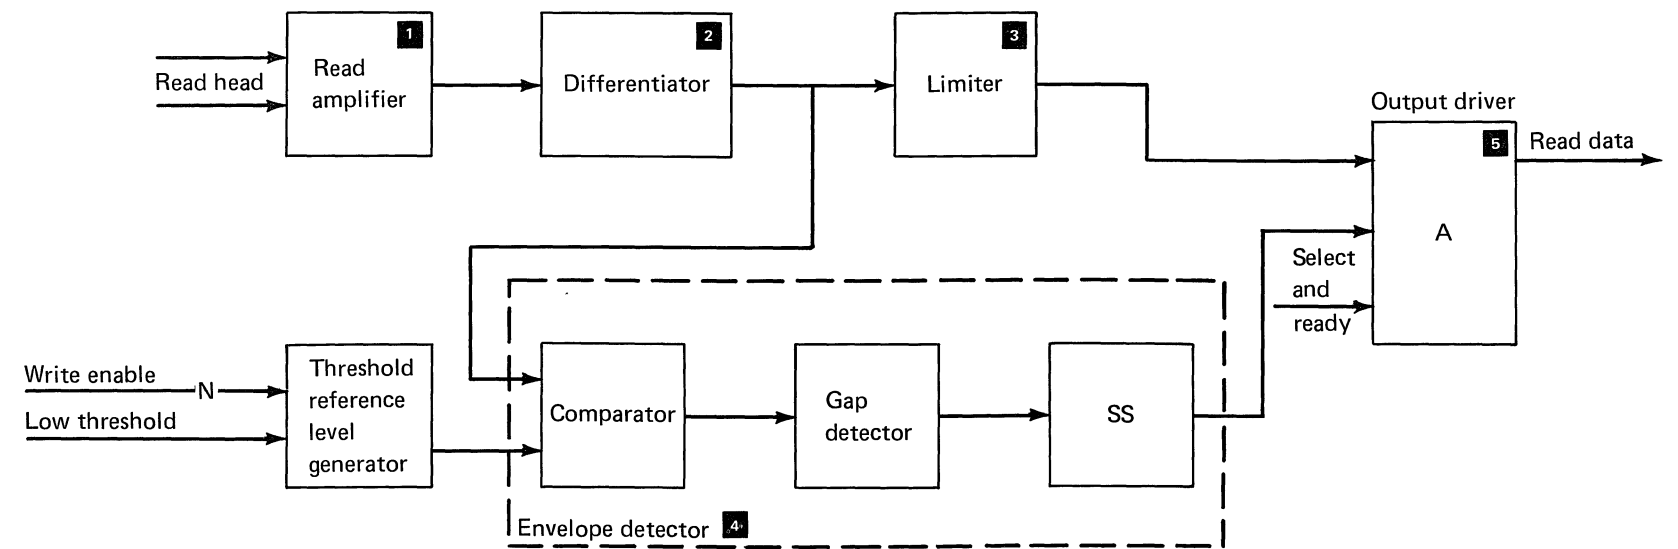 1
Read head
Read
amplifier
2
Differentiator
3
Limiter
Output driver
5
Read data
A
Select
and
ready
Write enable
N
Low threshold
Threshold
reference
level
generator
Comparator
Gap
detector
SS
Envelope detector 4